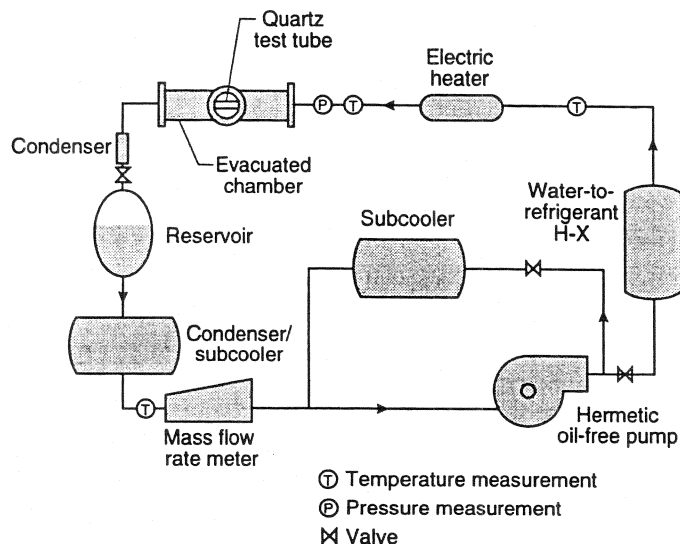 Quartz
test tube
Electric
heater
P
T
T
Condenser
Evacuated
chamber
Water-to-
refrigerant
H-X
Reservoir
Subcooler
Condenser/
subcooler
T
Mass flow
rate meter
Hermetic
oil-free pump
T Temperature measurement
P Pressure measurement
Valve